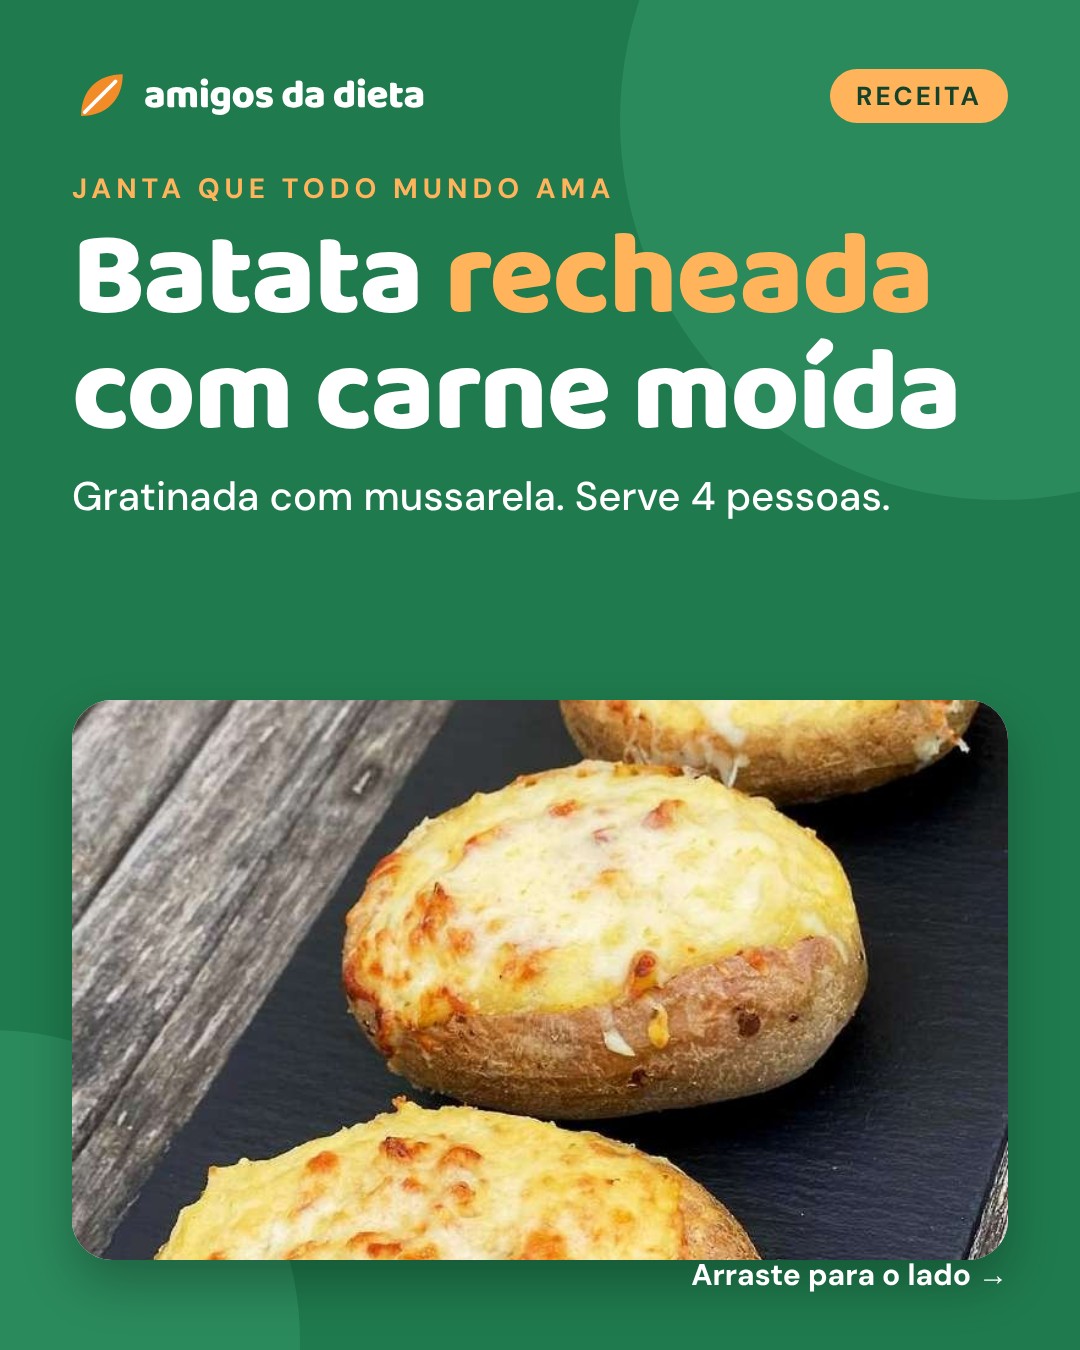 amigos da dieta
RECEITA
JANTA QUE TODO MUNDO AMA
Batata recheada
com carne moída
Gratinada com mussarela. Serve 4 pessoas.
Arraste para o lado →